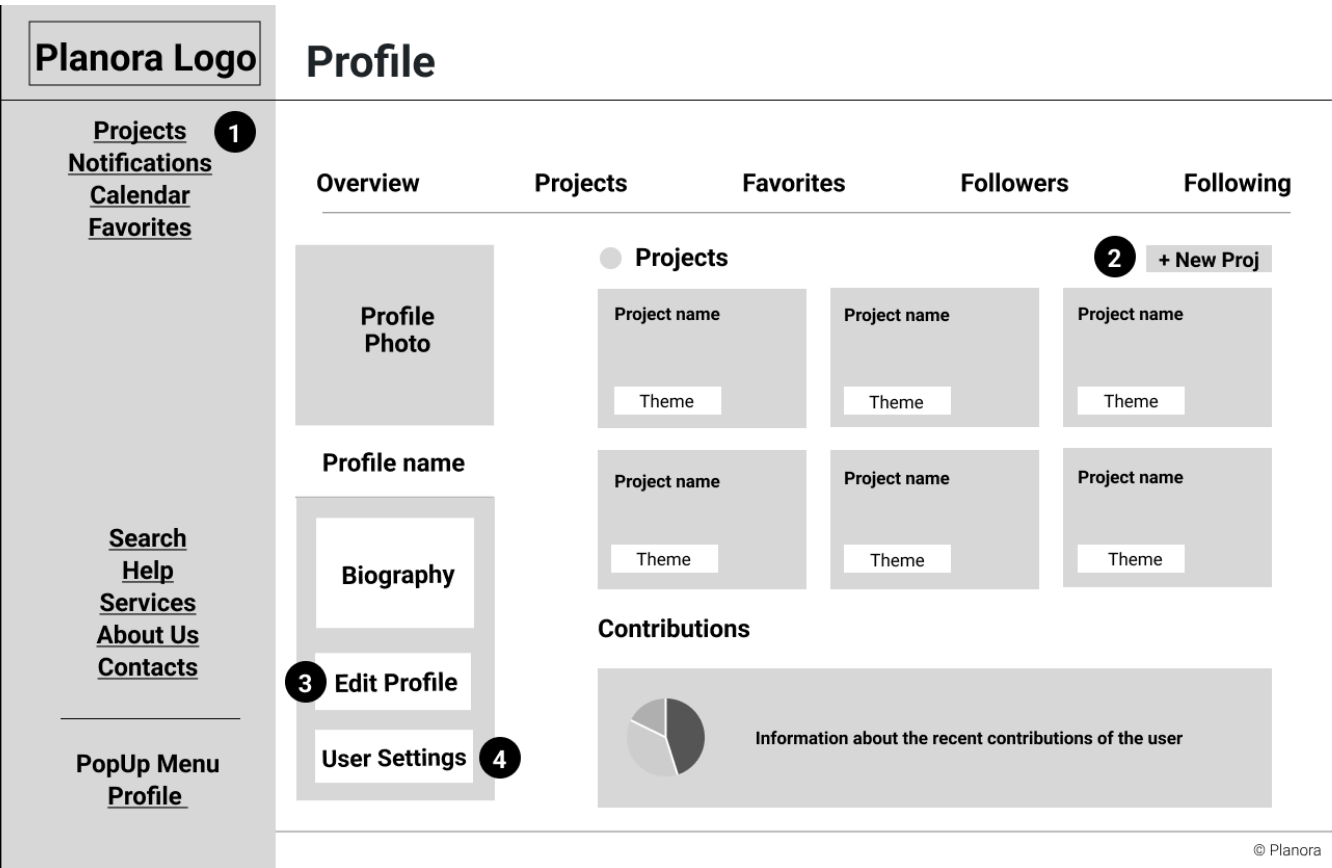 Planora Logo
Profile
Projects
1
Notifications
Calendar
Favorites
Search
Help
Services
About Us
Contacts
PopUp Menu
Profile
Overview
Projects
Favorites
Followers
Following
Profile
Photo
Profile name
Biography
3
Edit Profile
User Settings
4
Projects
2
+ New Proj
Project name
Theme
Project name
Theme
Project name
Theme
Project name
Theme
Project name
Theme
Project name
Theme
Contributions
Information about the recent contributions of the user
© Planora